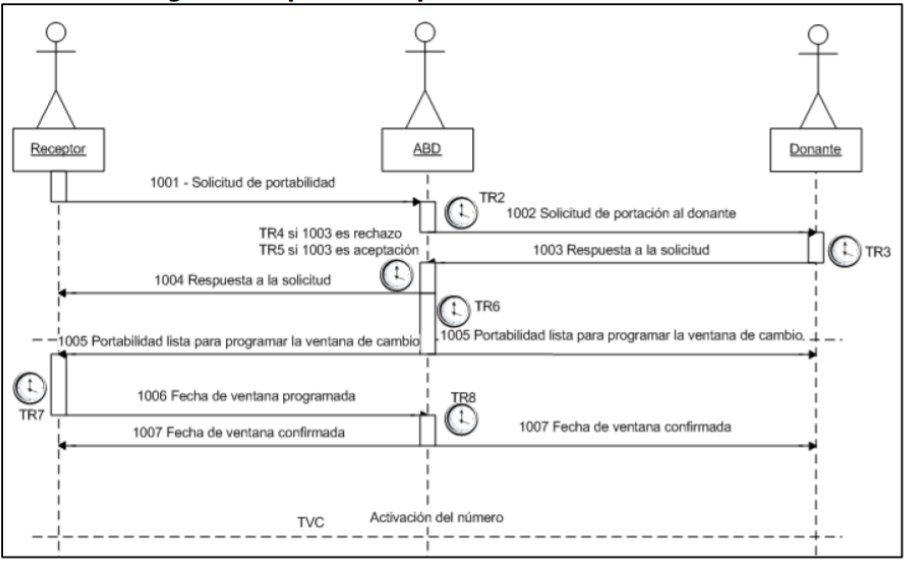 Receptor
ABD
Donante
1001 - Solicitud de portabilidad
TR2
1002 Solicitud de portación al donante
TR4 si 1003 es rechazo
TR5 si 1003 es aceptación
1003 Respuesta a la solicitud
TR3
1004 Respuesta a la solicitud
TR6
1005 Portabilidad lista para programar la ventana de cambio
1005 Portabilidad lista para programar la ventana de cambio.
1006 Fecha de ventana programada
TR8
TR7
1007 Fecha de ventana confirmada
1007 Fecha de ventana confirmada
TVC
Activación del número